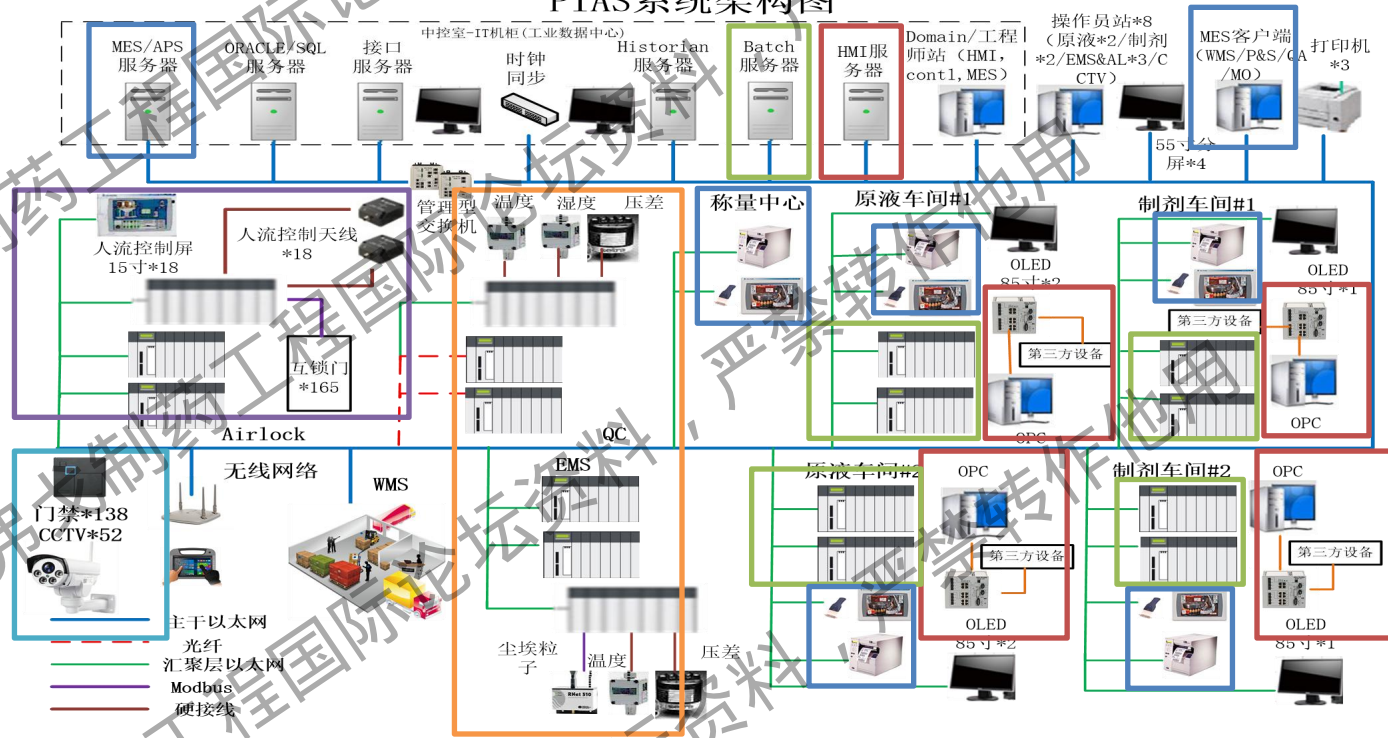 PIAS系统架构图
中控室-IT机柜(工业数据中心)
MES/APS
服务器
ORACLE/SQL
服务器
接口
服务器
时钟
同步
Historian
服务器
Batch
服务器
HMI服
务器
Domain/工程
师站（HMI，
contl,MES）
操作员站*8
（原液*2/制剂
*2/EMS&AL*3/C
CTV）
MES客户端
（WMS/P&S/QA
/MO）
打印机
*3
55寸分
屏*4
管理型
交换机
人流控制屏
15寸*18
人流控制天线
*18
互锁门
*165
Airlock
温度
湿度
压差
QC
称量中心
原液车间#1
OLED
85寸*2
第三方设备
OPC
制剂车间#1
OLED
85寸*1
第三方设备
OPC
门禁*138
CCTV*52
无线网络
WMS
EMS
尘埃粒
子
温度
压差
RNet 510
原液车间#2
OPC
第三方设备
OLED
85寸*2
制剂车间#2
OPC
第三方设备
OLED
85寸*1
主干以太网
光纤
汇聚层以太网
Modbus
硬接线